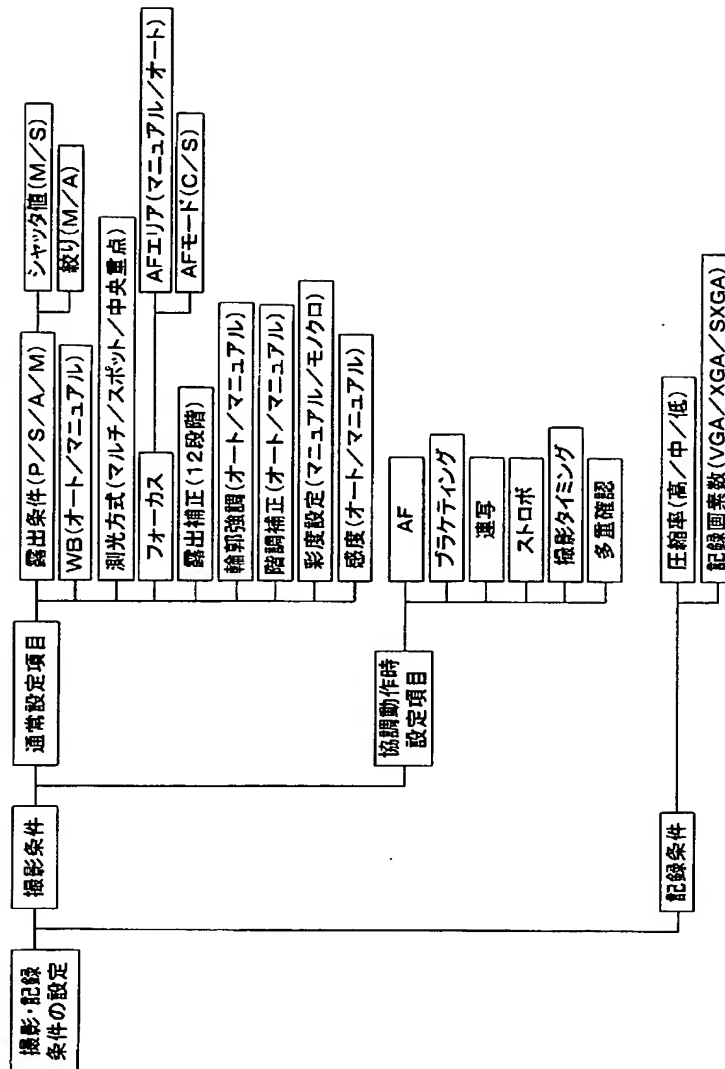 撮影・記録
条件の設定
撮影条件
通常設定項目
露出条件(P/S/A/M)
シャッタ値(M/S)
絞り(M/A)
WB(オート/マニュアル)
測光方式(マルチ/スポット/中央重点)
フォーカス
AFエリア(マニュアル/オート)
AFモード(C/S)
露出補正(12段階)
輪郭強調(オート/マニュアル)
階調補正(オート/マニュアル)
彩度設定(マニュアル/モノクロ)
感度(オート/マニュアル)
協調動作時
設定項目
AF
ブラケティング
連写
ストロボ
撮影タイミング
多重確認
記録条件
圧縮率(高/中/低)
記録画素数(VGA/XGA/SXGA)